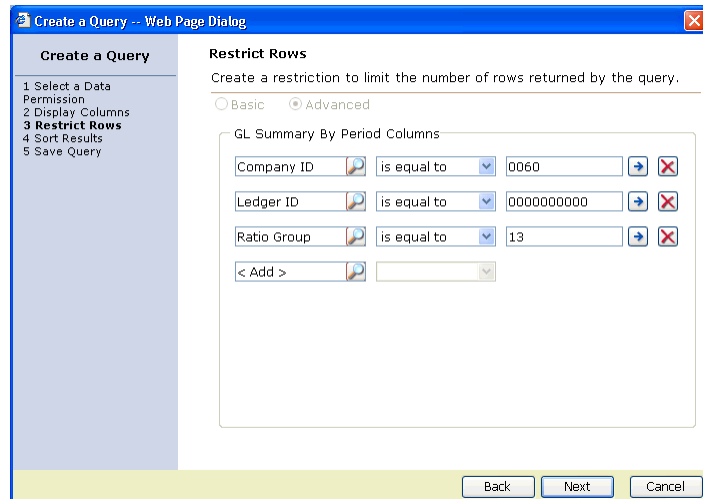 Create a Query -- Web Page Dialog
Create a Query
1 Select a Data
Permission
2 Display Columns
3 Restrict Rows
4 Sort Results
5 Save Query
Restrict Rows
Create a restriction to limit the number of rows returned by the query.
Basic Advanced
GL Summary By Period Columns
Company ID is equal to 0060
Ledger ID is equal to 0000000000
Ratio Group is equal to 13
< Add >
Back Next Cancel